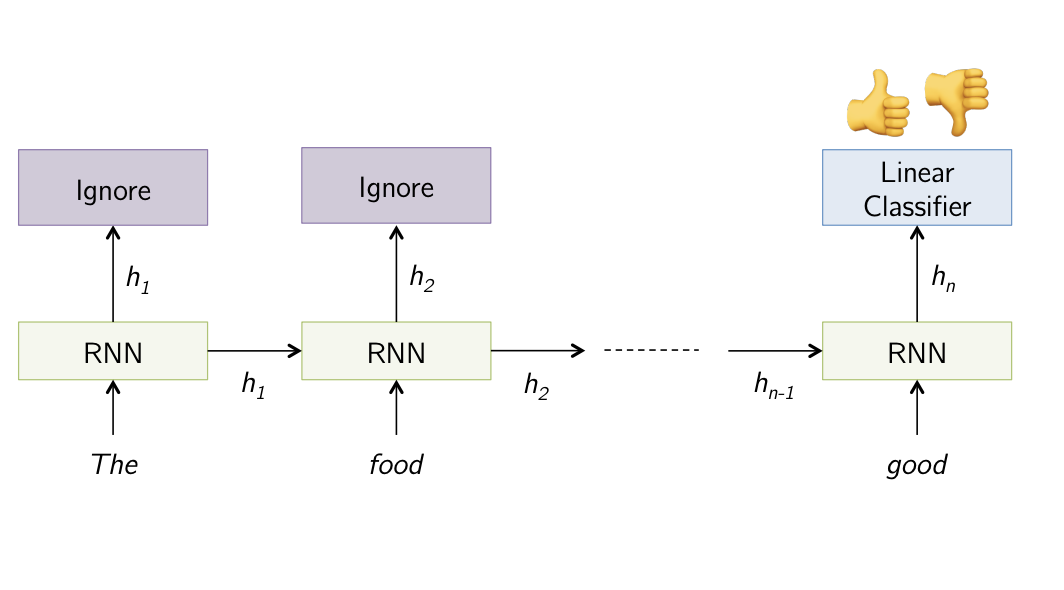 Ignore
Ignore
Linear
Classifier
h1
h2
hn
RNN
RNN
RNN
h1
h2
hn-1
The
food
good